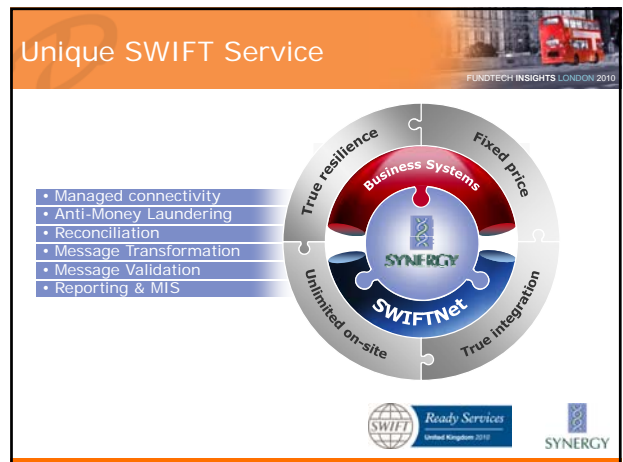 Unique SWIFT Service
FUNDTECH INSIGHTS LONDON 2010
• Managed connectivity
• Anti-Money Laundering
• Reconciliation
• Message Transformation
• Message Validation
• Reporting & MIS
True resilience
Fixed price
Business Systems
SYNERGY
SWIFTNet
Unlimited on-site
True integration
SWIFT
Ready Services
United Kingdom 2010
SYNERGY